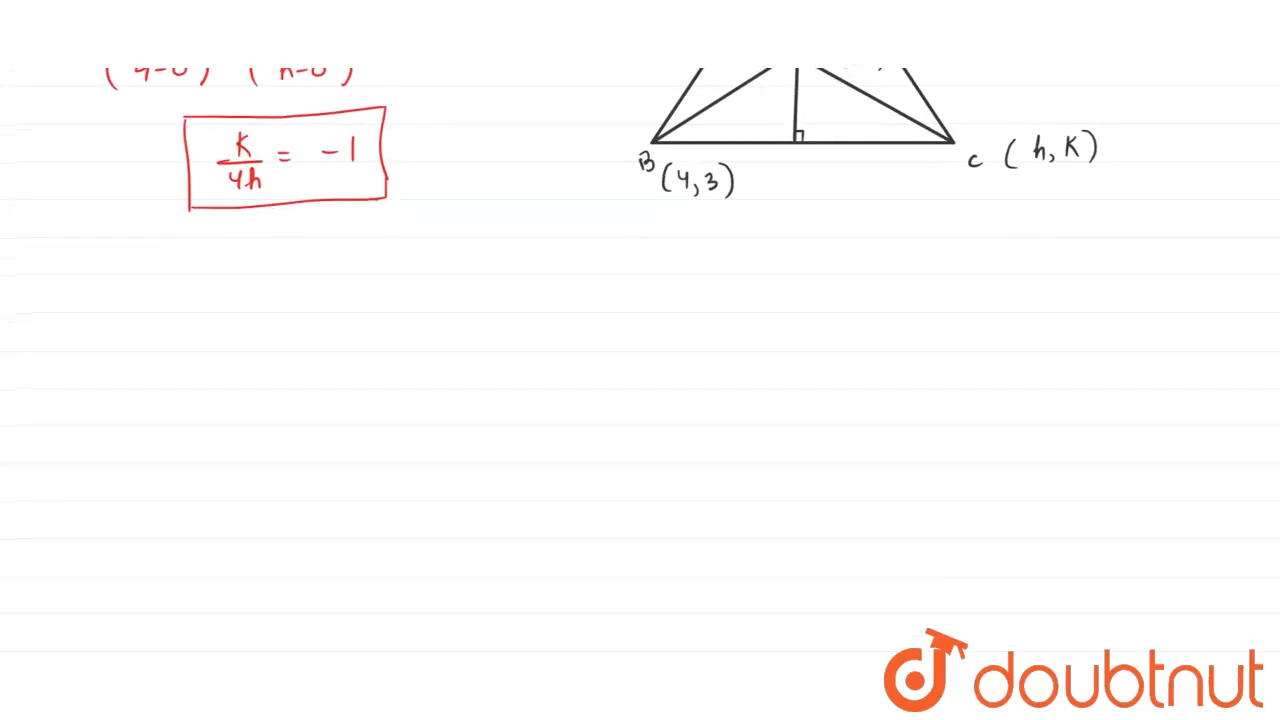 K
4h = -1
B
(4,3)
C (h, K)
doubtnut